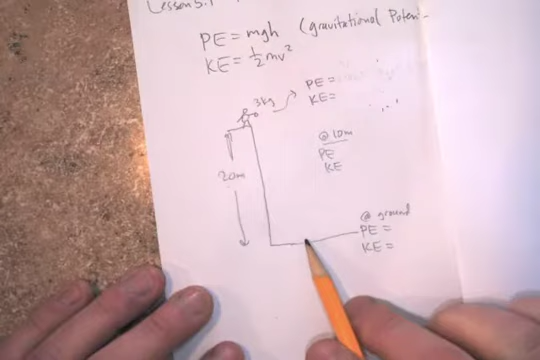 Lesson 5.1
PE = mgh (gravitational Poten
KE = ½mv²
3kg
PE =
KE =
@ 10m
PE
KE
20m
@ ground
PE =
KE =